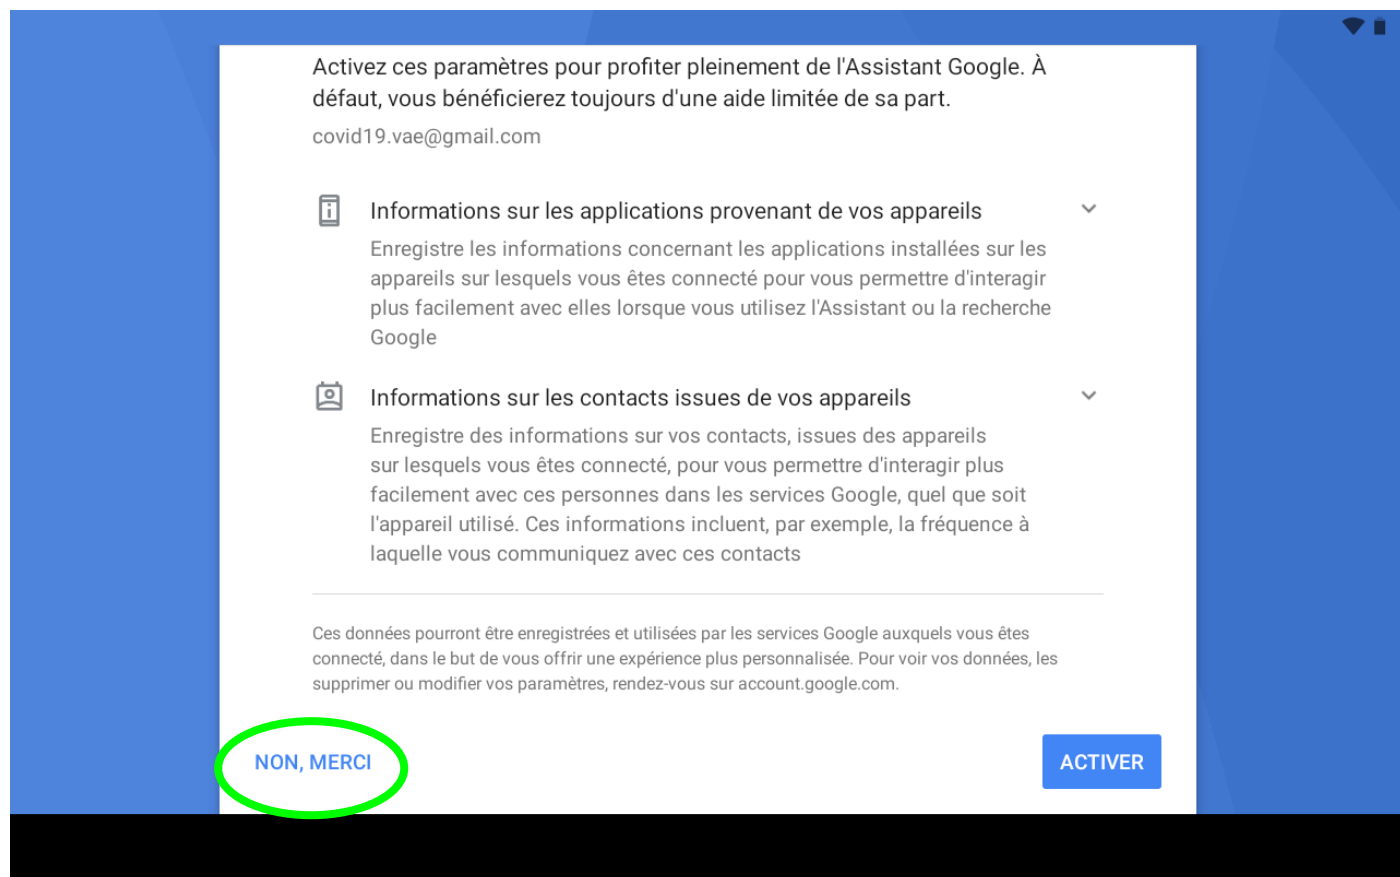 Activez ces paramètres pour profiter pleinement de l'Assistant Google. À
défaut, vous bénéficierez toujours d'une aide limitée de sa part.
covid19.vae@gmail.com
Informations sur les applications provenant de vos appareils
Enregistre les informations concernant les applications installées sur les
appareils sur lesquels vous êtes connecté pour vous permettre d'interagir
plus facilement avec elles lorsque vous utilisez l'Assistant ou la recherche
Google
Informations sur les contacts issues de vos appareils
Enregistre des informations sur vos contacts, issues des appareils
sur lesquels vous êtes connecté, pour vous permettre d'interagir plus
facilement avec ces personnes dans les services Google, quel que soit
l'appareil utilisé. Ces informations incluent, par exemple, la fréquence à
laquelle vous communiquez avec ces contacts
Ces données pourront être enregistrées et utilisées par les services Google auxquels vous êtes
connecté, dans le but de vous offrir une expérience plus personnalisée. Pour voir vos données, les
supprimer ou modifier vos paramètres, rendez-vous sur account.google.com.
NON, MERCI
ACTIVER